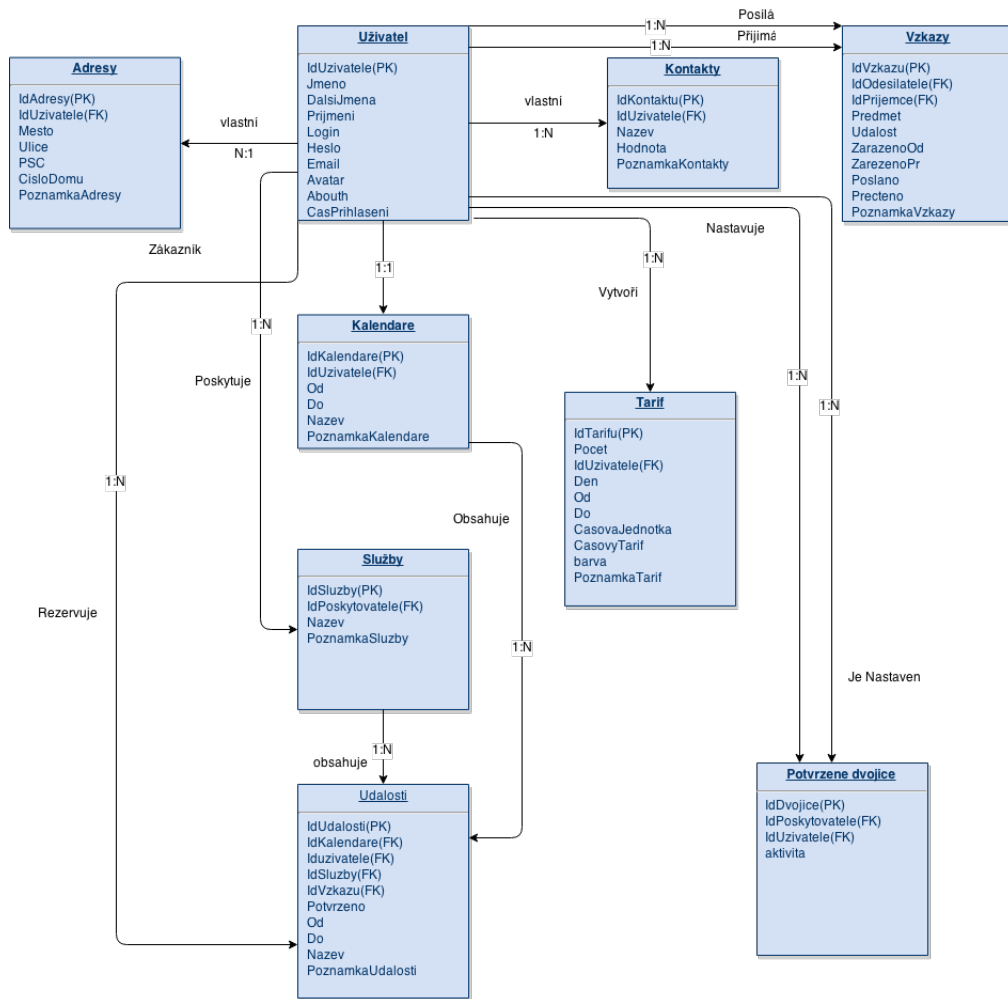 Posílá
1:N
Přijímá
1:N
Uživatel
IdUzivatele(PK)
Jmeno
DalsiJmena
Prijmeni
Login
Heslo
Email
Avatar
Abouth
CasPrihlaseni
Vzkazy
IdVzkazu(PK)
IdOdesilatele(FK)
IdPrijemce(FK)
Predmet
Udalost
ZarazenoOd
ZarezenoPr
Poslano
Precteno
PoznamkaVzkazy
Adresy
IdAdresy(PK)
IdUzivatele(FK)
Mesto
Ulice
PSC
CisloDomu
PoznamkaAdresy
vlastní
N:1
Kontakty
IdKontaktu(PK)
IdUzivatele(FK)
Nazev
Hodnota
PoznamkaKontakty
vlastní
1:N
Zákazník
Nastavuje
1:1
1:N
Vytvoří
1:N
Poskytuje
Kalendare
IdKalendare(PK)
IdUzivatele(FK)
Od
Do
Nazev
PoznamkaKalendare
1:N
1:N
Tarif
IdTarifu(PK)
Pocet
IdUzivatele(FK)
Den
Od
Do
CasovaJednotka
CasovyTarif
barva
PoznamkaTarif
1:N
Obsahuje
Služby
IdSluzby(PK)
IdPoskytovatele(FK)
Nazev
PoznamkaSluzby
Rezervuje
1:N
Je Nastaven
1:N
obsahuje
Udalosti
IdUdalosti(PK)
IdKalendare(FK)
Iduzivatele(FK)
IdSluzby(FK)
IdVzkazu(FK)
Potvrzeno
Od
Do
Nazev
PoznamkaUdalosti
Potvrzene dvojice
IdDvojice(PK)
IdPoskytovatele(FK)
IdUzivatele(FK)
aktivita